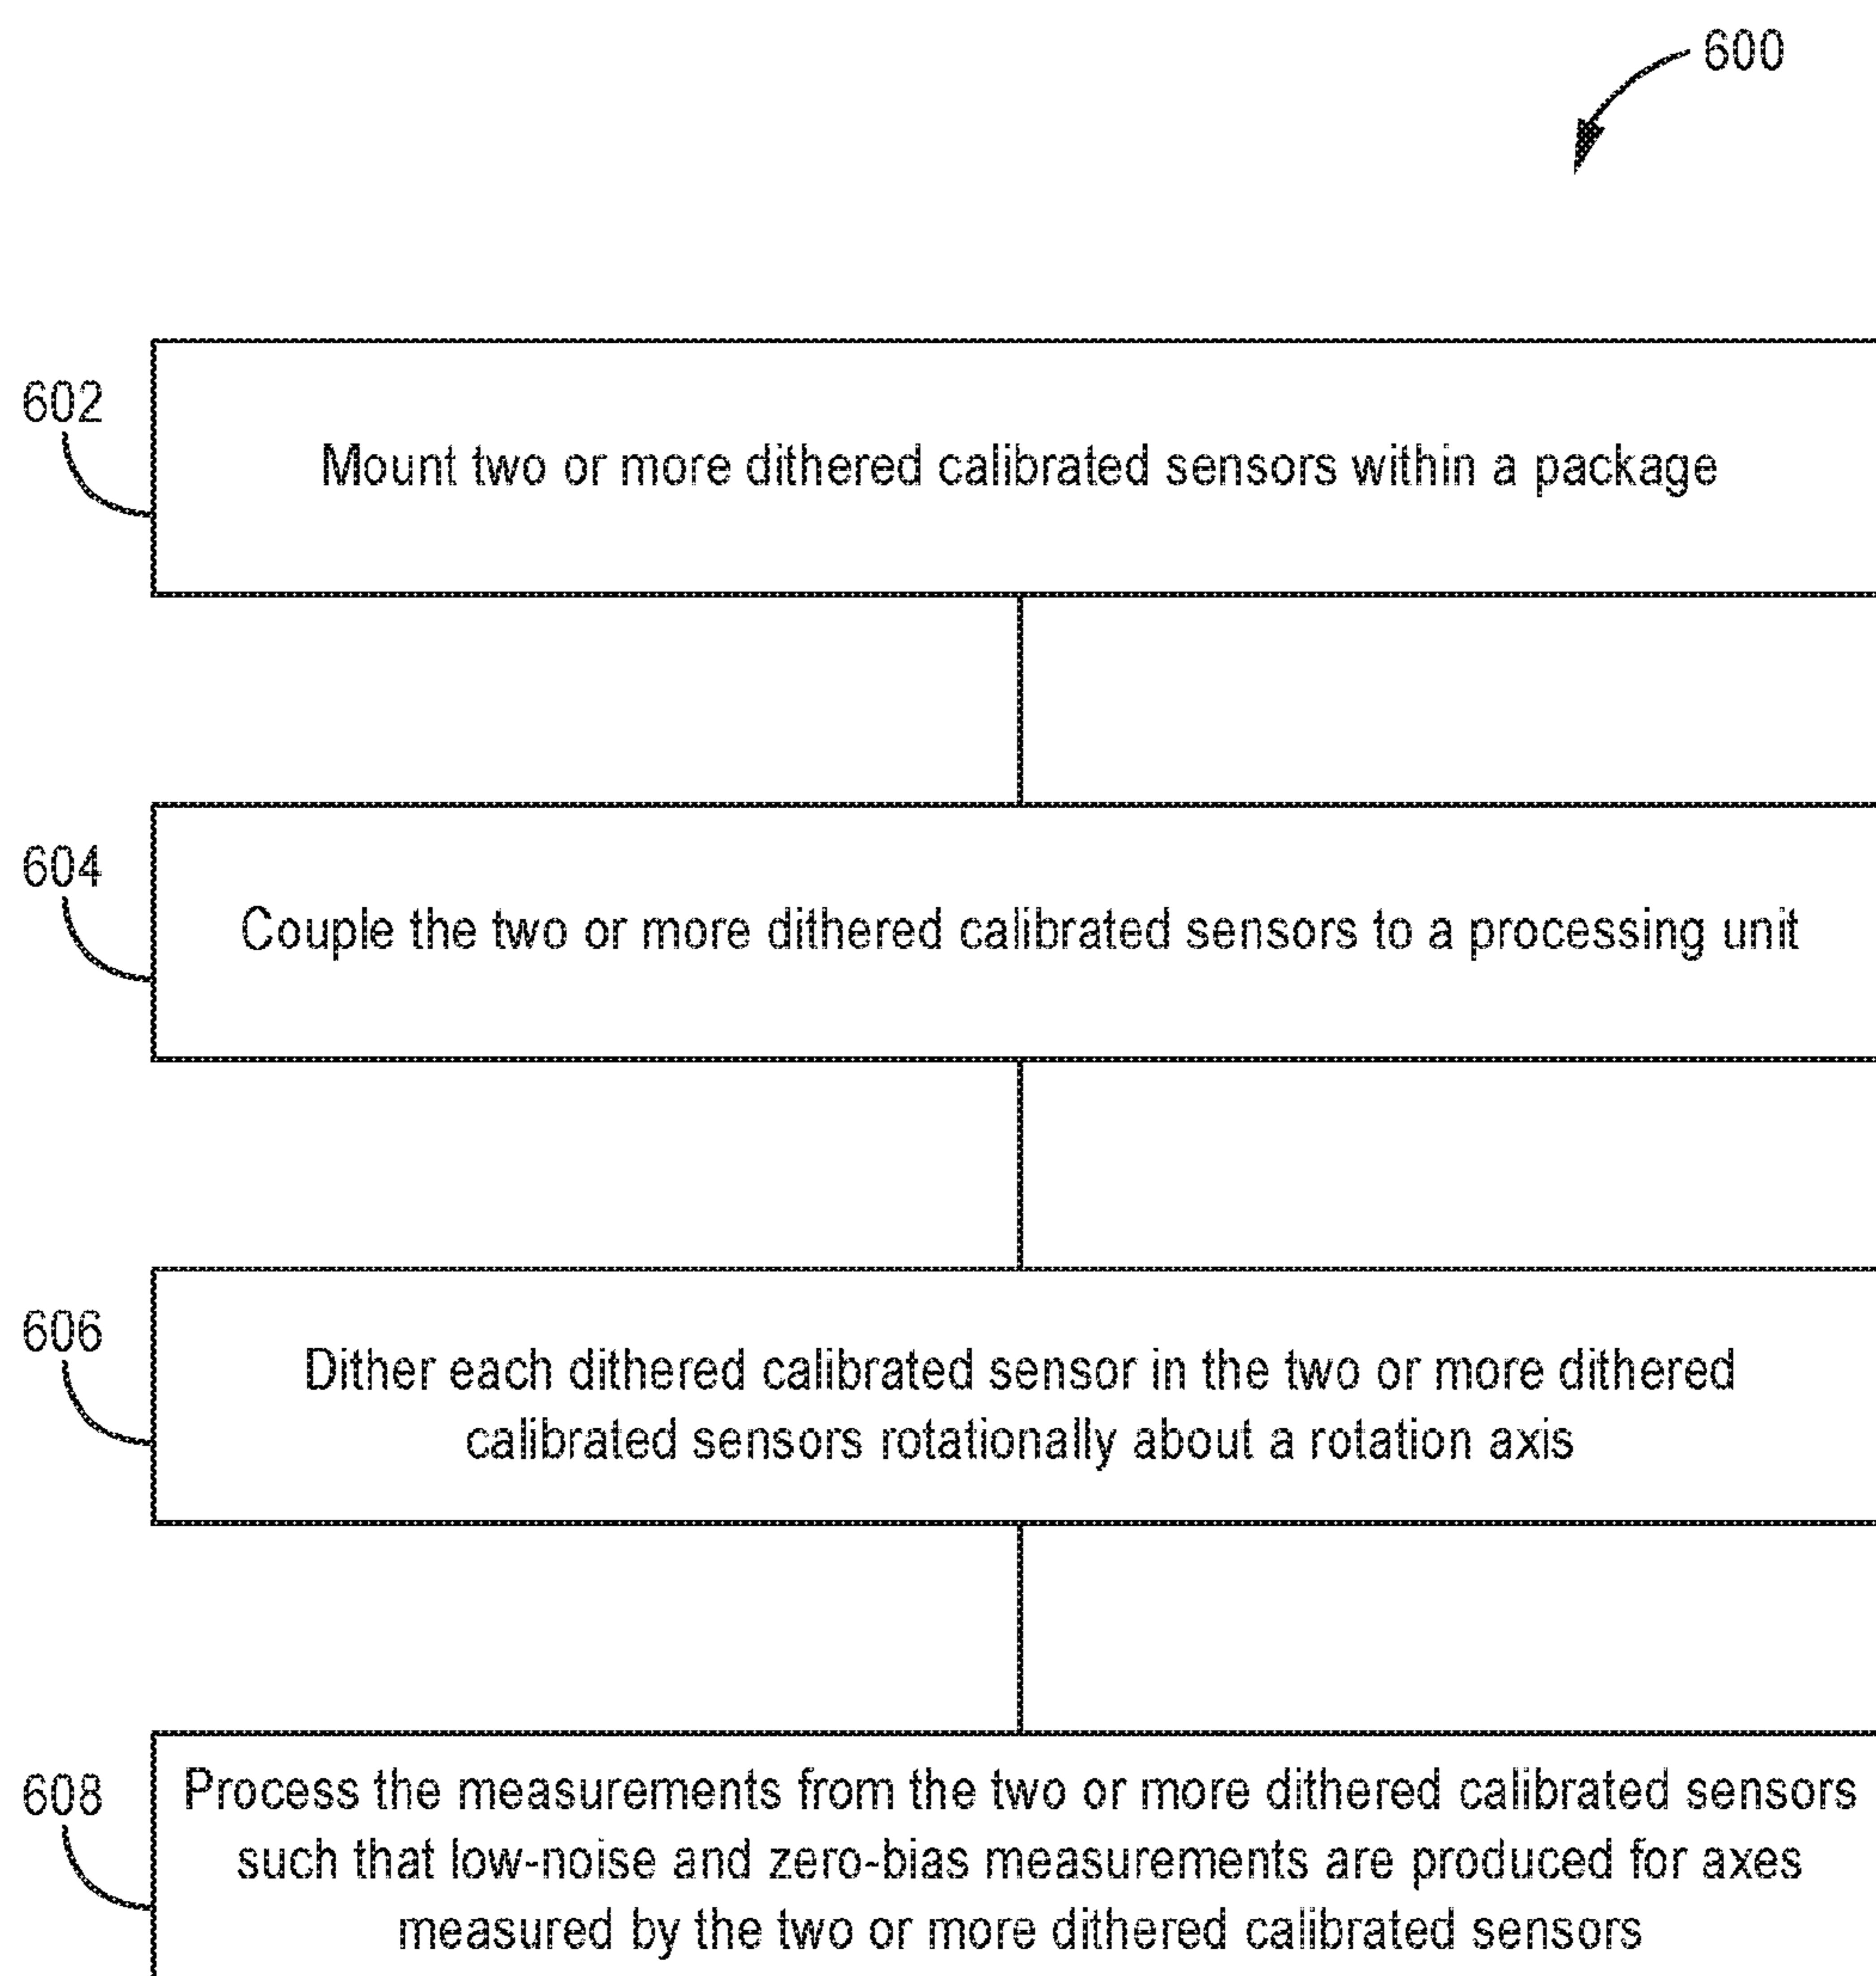 600
602
Mount two or more dithered calibrated sensors within a package
604
Couple the two or more dithered calibrated sensors to a processing unit
606
Dither each dithered calibrated sensor in the two or more dithered
calibrated sensors rotationally about a rotation axis
608
Process the measurements from the two or more dithered calibrated sensors
such that low-noise and zero-bias measurements are produced for axes
measured by the two or more dithered calibrated sensors